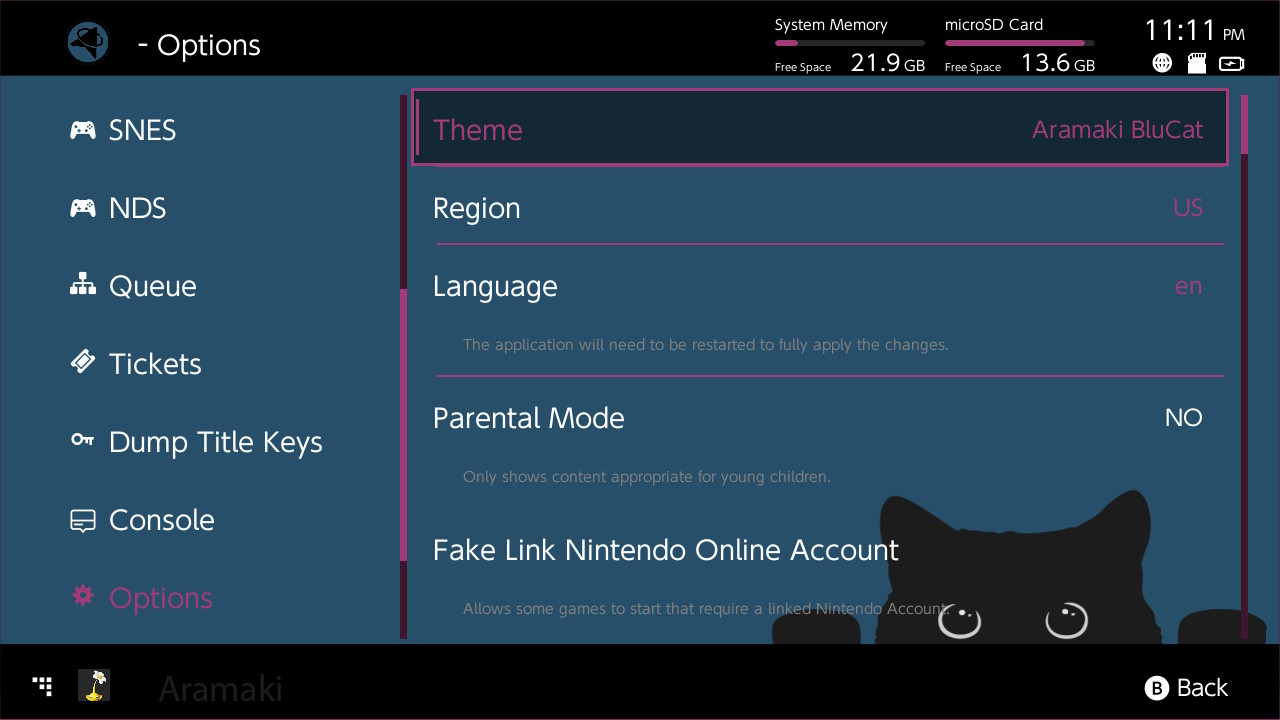 - Options
System Memory
Free Space 21.9 GB
microSD Card
Free Space 13.6 GB
11:11 PM
SNES
NDS
Queue
Tickets
Dump Title Keys
Console
Options
Theme Aramaki BluCat
Region US
Language en
The application will need to be restarted to fully apply the changes.
Parental Mode NO
Only shows content appropriate for young children.
Fake Link Nintendo Online Account
Allows some games to start that require a linked Nintendo Account.
Aramaki
B Back